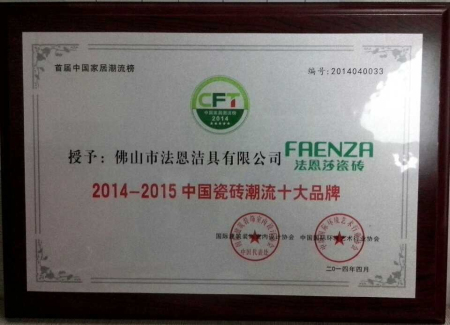 首届中国家居潮流榜
编号:2014040033
CFT
2014
授予：佛山市法恩洁具有限公司
FAENZA
法恩莎瓷砖
2014-2015 中国瓷砖潮流十大品牌
二〇一四年四月